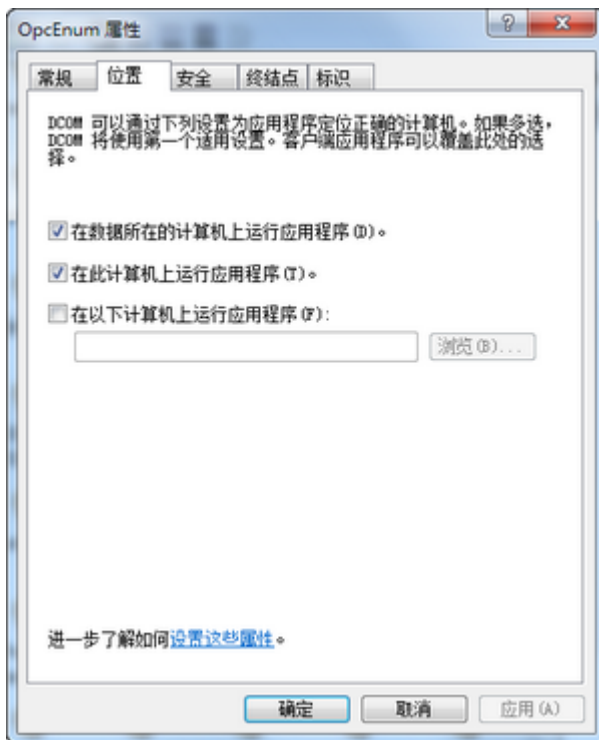 OpcEnum 属性
常规 位置 安全 终结点 标识
DCOM 可以通过下列设置为应用程序定位正确的计算机。如果多选，
DCOM 将使用第一个适用设置。客户端应用程序可以覆盖此处的选
择。
在数据所在的计算机上运行应用程序(D)。
在此计算机上运行应用程序(T)。
在以下计算机上运行应用程序(F):
浏览(B)...
进一步了解如何设置这些属性。
确定 取消 应用(A)